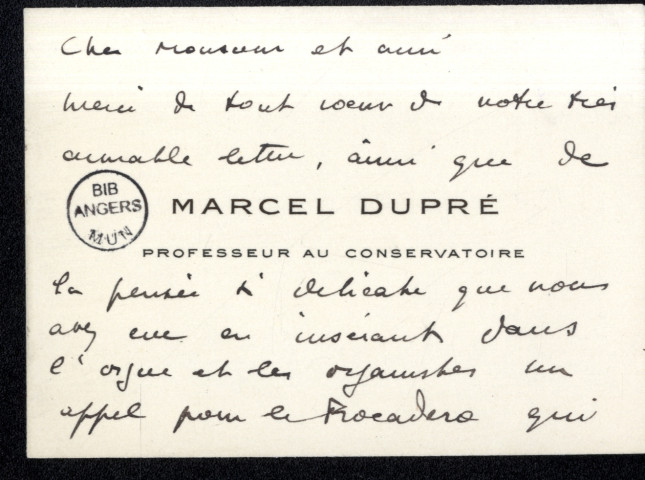 Cher Monsieur et ami
merci de tout coeur de votre très
aimable lettre, ainsi que de
BIB
ANGERS
MUN
MARCEL DUPRÉ
PROFESSEUR AU CONSERVATOIRE
la pensée si délicate que vous
avez eue en insérant dans
l'orgue et les organistes un
appel pour le Trocadero qui